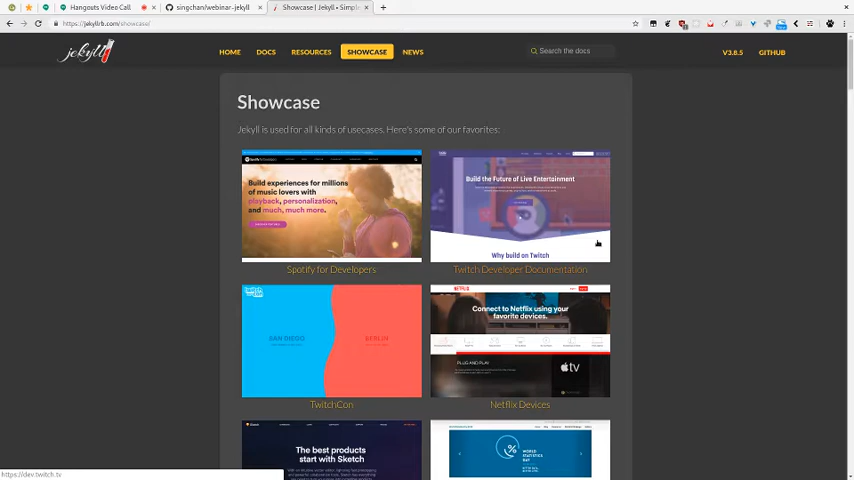 Hangouts Video Call
singchan/webinar-jekyll
Showcase | Jekyll • Simple
https://jekyllrb.com/showcase/
jekyll
HOME
DOCS
RESOURCES
SHOWCASE
NEWS
Search the docs
V3.8.5
GITHUB
Showcase
Jekyll is used for all kinds of usecases. Here's some of our favorites:
Build experiences for millions
of music lovers with
playback, personalization,
and much, much more.
Build the Future of Live Entertainment
Why build on Twitch
Spotify for Developers
Twitch Developer Documentation
SAN DIEGO
BERLIN
Connect to Netflix using your
favorite devices.
PLUG AND PLAY
tv
TwitchCon
Netflix Devices
The best products
start with Sketch
WORLD
STATISTICS
DAY
https://dev.twitch.tv